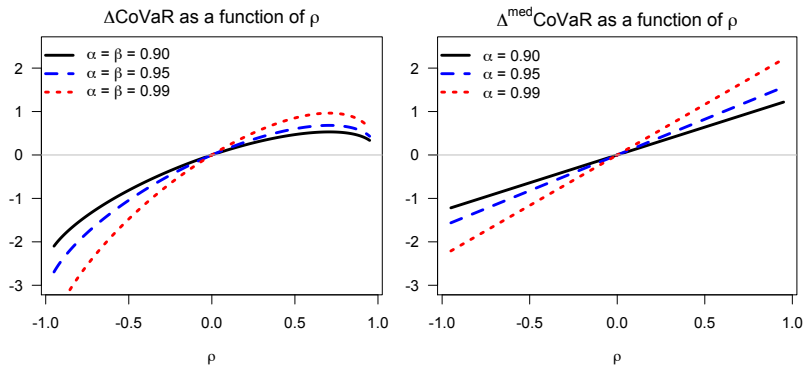 ΔCoVaR as a function of ρ
α = β = 0.90
α = β = 0.95
α = β = 0.99
2
1
0
-1
-2
-3
-1.0 -0.5 0.0 0.5 1.0
ρ
Δ^med CoVaR as a function of ρ
α = 0.90
α = 0.95
α = 0.99
2
1
0
-1
-2
-3
-1.0 -0.5 0.0 0.5 1.0
ρ